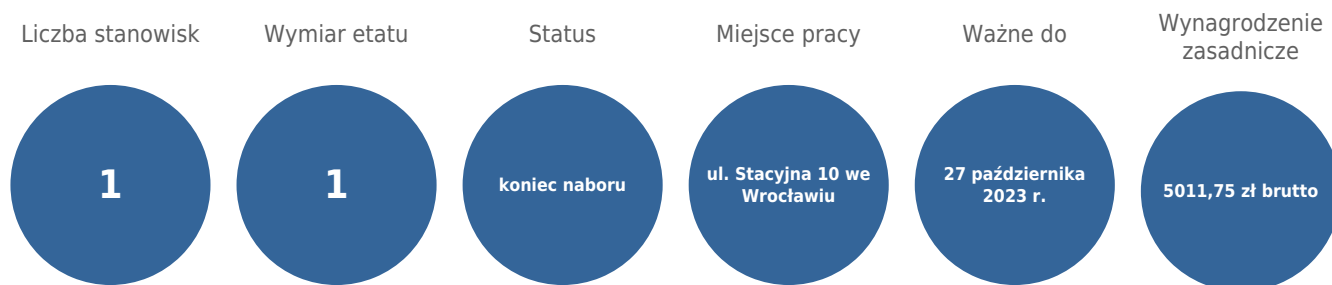 Liczba stanowisk
1
Wymiar etatu
1
Status
koniec naboru
Miejsce pracy
ul. Stacyjna 10 we
Wrocławiu
Ważne do
27 października
2023 r.
Wynagrodzenie
zasadnicze
5011,75 zł brutto